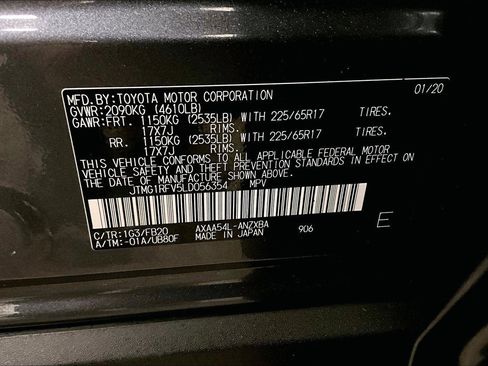 MFD.BY:TOYOTA MOTOR CORPORATION 01/20
GVWR:2090KG (4610LB)
GAWR:FRT. 1150KG (2535LB) WITH 225/65R17 TIRES.
17X7J RIMS.
RR. 1150KG (2535LB) WITH 225/65R17 TIRES.
17X7J RIMS.
THIS VEHICLE CONFORMS TO ALL APPLICABLE FEDERAL MOTOR
VEHICLE SAFETY AND THEFT PREVENTION STANDARDS IN EFFECT
ON THE DATE OF MANUFACTURE SHOWN ABOVE.
JTMG1RFV5LD056354 MPV
C/TR:1G3/FB20 AXAA54L-ANZXBA E
A/TM:-01A/UB80F MADE IN JAPAN 906